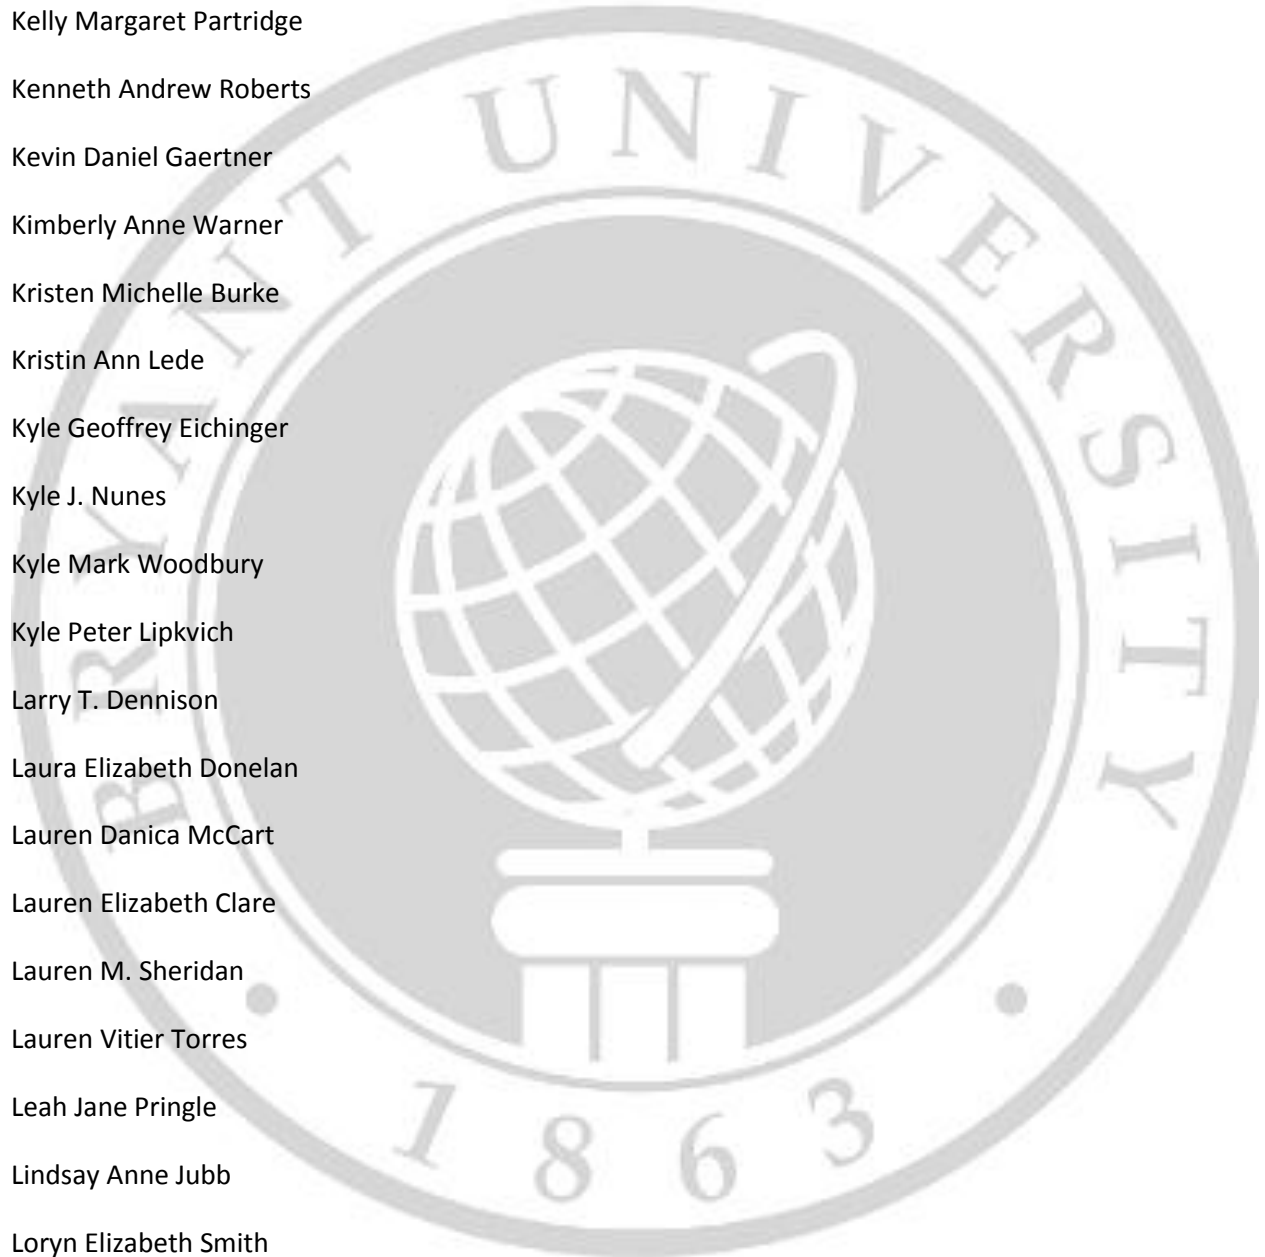 Kelly Margaret Partridge
Kenneth Andrew Roberts
Kevin Daniel Gaertner
Kimberly Anne Warner
Kristen Michelle Burke
Kristin Ann Lede
Kyle Geoffrey Eichinger
Kyle J. Nunes
Kyle Mark Woodbury
Kyle Peter Lipkvich
Larry T. Dennison
Laura Elizabeth Donelan
Lauren Danica McCart
Lauren Elizabeth Clare
Lauren M. Sheridan
Lauren Vitier Torres
Leah Jane Pringle
Lindsay Anne Jubb
Loryn Elizabeth Smith
BRYANT UNIVERSITY
1863